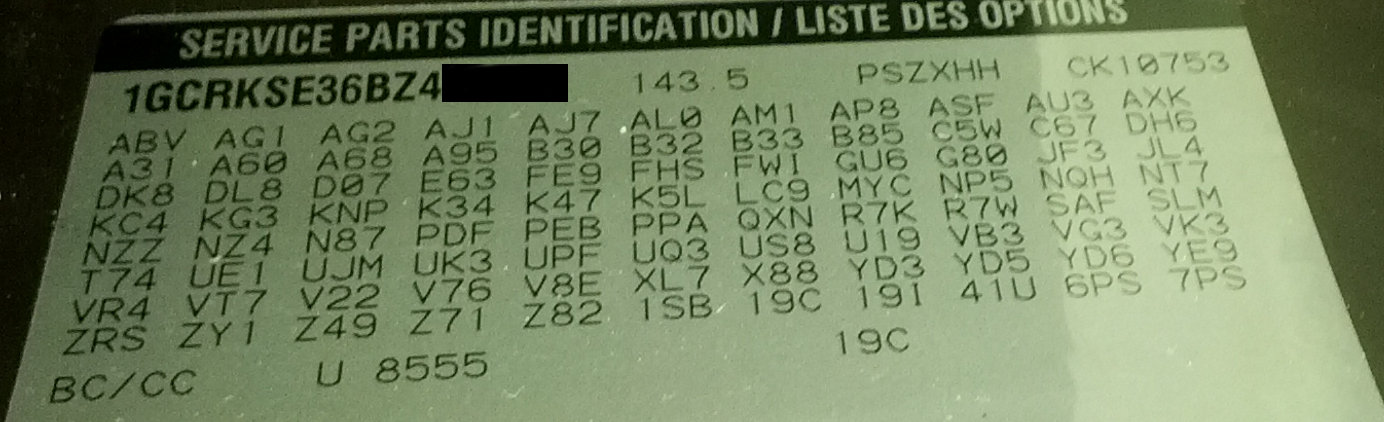 SERVICE PARTS IDENTIFICATION / LISTE DES OPTIONS
1GCRKSE36BZ4 143.5 PSZXHH CK10753
ABV AG1 AG2 AJ1 AJ7 AL0 AM1 AP8 ASF AU3 AXK
A31 A60 A68 A95 B30 B32 B33 B85 C5W C67 DH6
DK8 DL8 D07 E63 FE9 FHS FWI GU6 G80 JF3 JL4
KC4 KG3 KNP K34 K47 K5L LC9 MYC NP5 NQH NT7
NZZ NZ4 N87 PDF PEB PPA QXN R7K R7W SAF SLM
T74 UE1 UJM UK3 UPF UQ3 US8 U19 VB3 VG3 VK3
VR4 VT7 V22 V76 V8E XL7 X88 YD3 YD5 YD6 YE9
ZRS ZY1 Z49 Z71 Z82 1SB 19C 19I 41U 6PS 7PS
BC/CC U 8555 19C